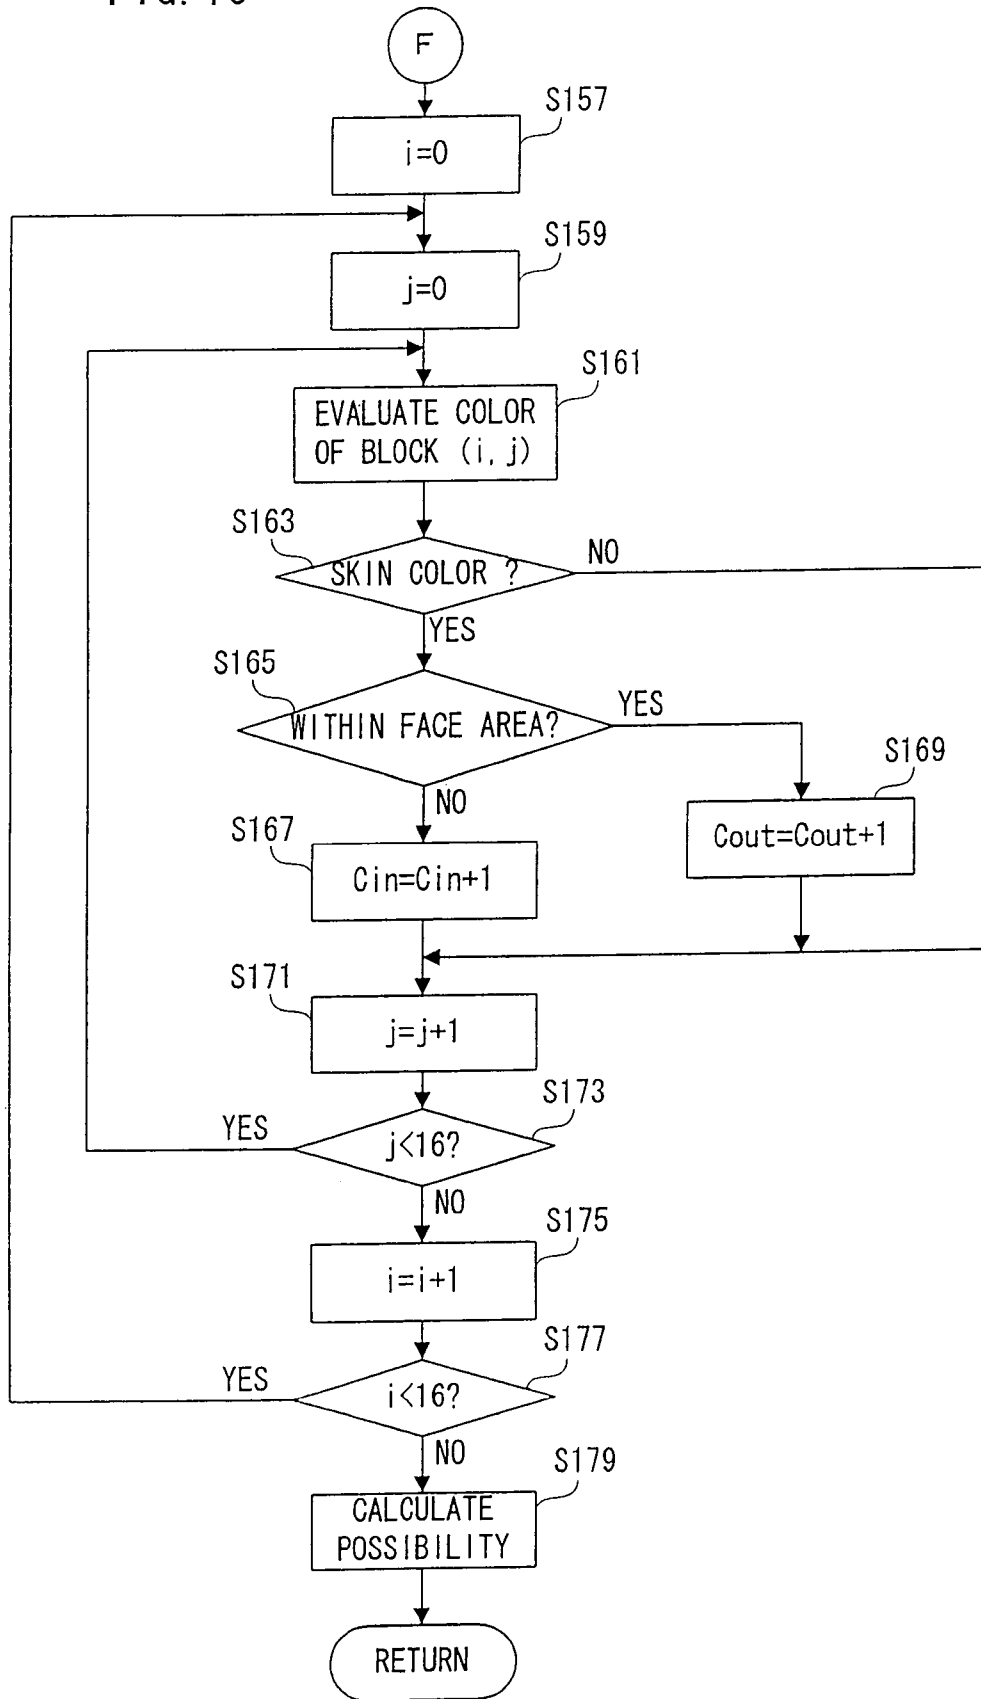 F
S157
i=0
S159
j=0
S161
EVALUATE COLOR
OF BLOCK (i, j)
S163
SKIN COLOR ?
NO
YES
S165
WITHIN FACE AREA?
YES
NO
S169
Cout=Cout+1
S167
Cin=Cin+1
S171
j=j+1
S173
j<16?
YES
NO
S175
i=i+1
S177
i<16?
YES
NO
S179
CALCULATE
POSSIBILITY
RETURN